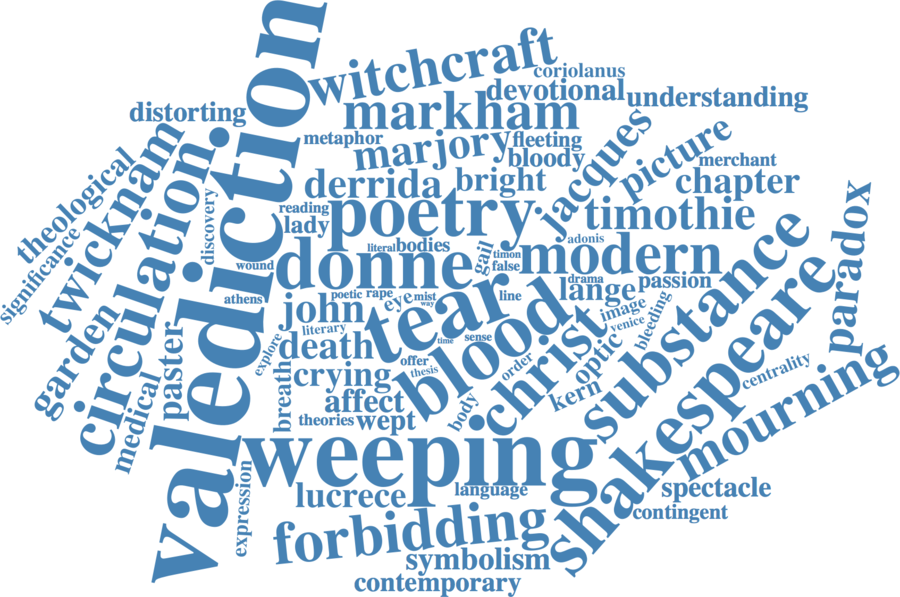 valediction
witchcraft
coriolanus
devotional
understanding
distorting
markham
metaphor
marjory
fleeting
bloody
jacques
picture
merchant
theological
twicknam
circulation
discovery
derrida
bright
chapter
reading
lady
poetry
timothie
paradox
significance
literal
bodies
gail
timon
false
adonis
modern
wound
donne
drama
lange
passion
athens
john
poetic
rape
eye
mist
way
line
image
venice
bleeding
substance
garden
literary
tear
time
sense
explore
death
offer
thesis
order
optic
shakespeare
paster
medical
crying
blood
christ
kern
centrality
breath
affect
body
theories
wept
mourning
weeping
expression
lucrece
language
spectacle
contingent
forbidding
symbolism
contemporary